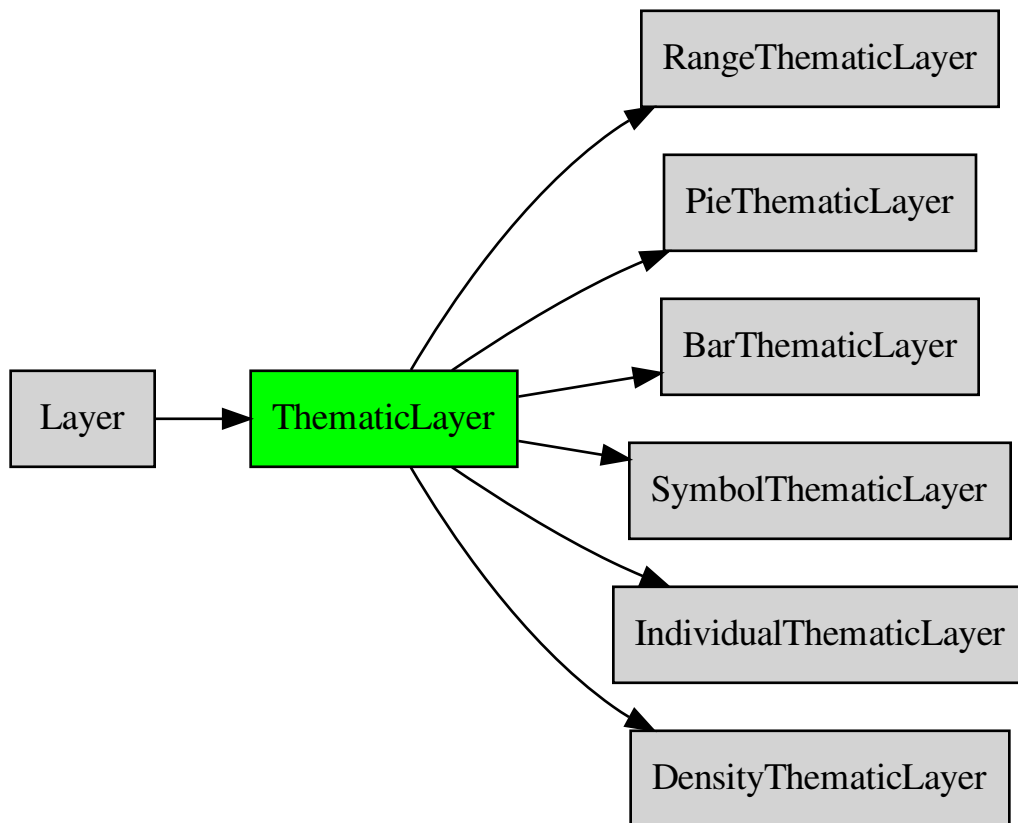 RangeThematicLayer
PieThematicLayer
BarThematicLayer
Layer
ThematicLayer
SymbolThematicLayer
IndividualThematicLayer
DensityThematicLayer